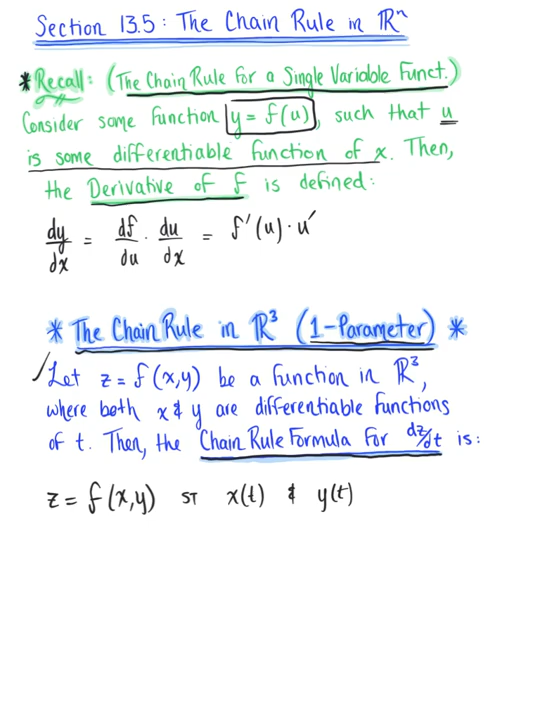 Section 13.5: The Chain Rule in ℝⁿ
*Recall: (The Chain Rule for a Single Variable Funct.)
Consider some function y = f(u), such that u
is some differentiable function of x. Then,
the Derivative of f is defined:
dy/dx = df/du · du/dx = f'(u) · u'
* The Chain Rule in ℝ³ (1-Parameter) *
Let z = f(x,y) be a function in ℝ³,
where both x & y are differentiable functions
of t. Then, the Chain Rule Formula for dz/dt is:
z = f(x,y) ST x(t) & y(t)